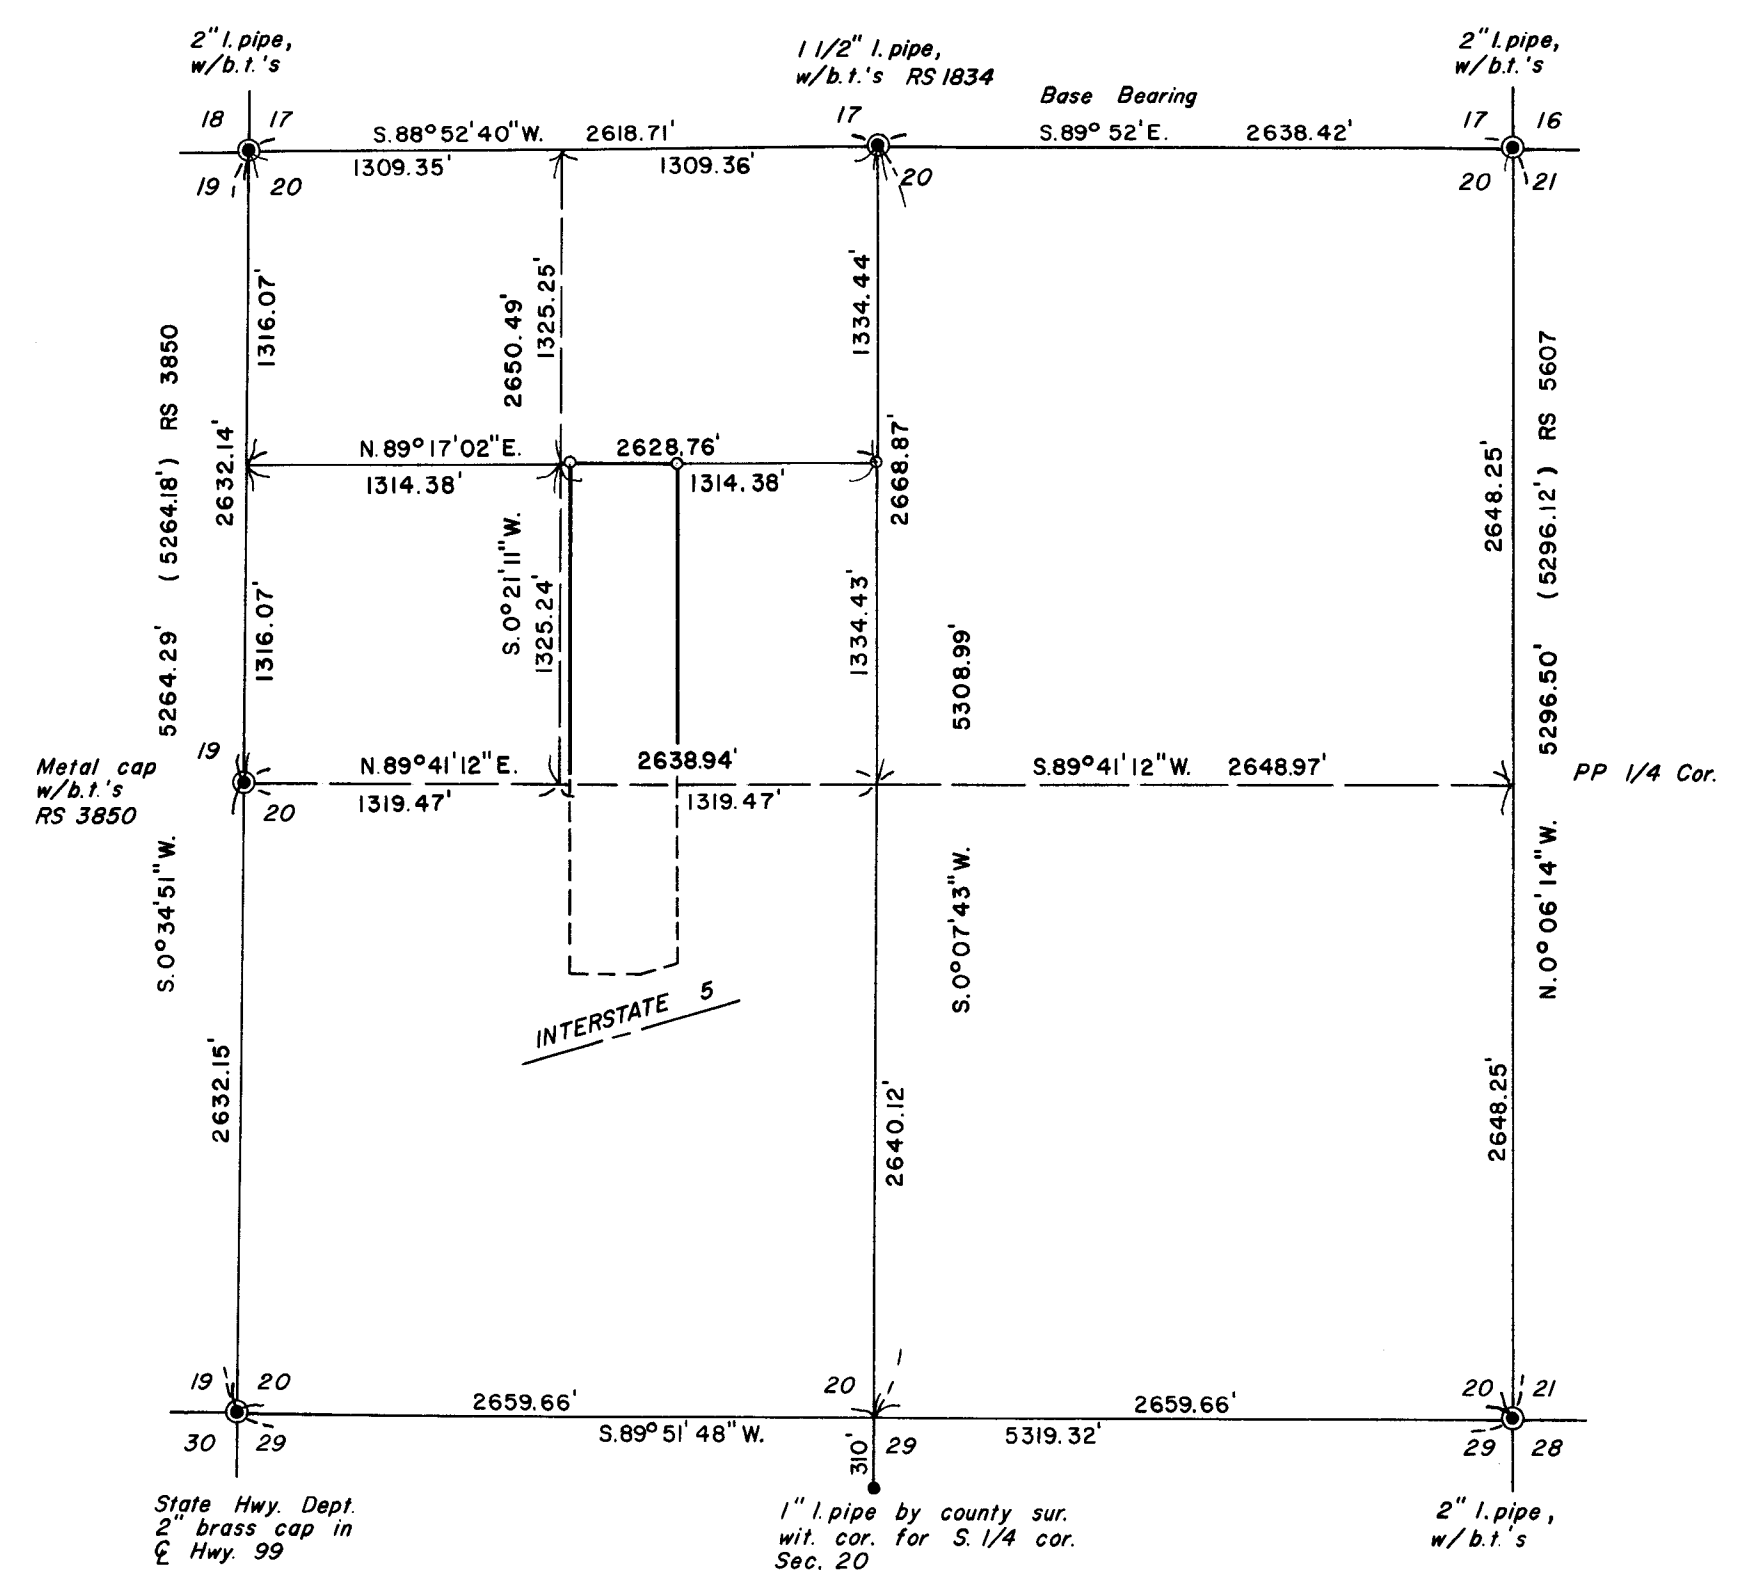 2" I. pipe,
w/b.t.'s
1 1/2" I. pipe,
w/b.t.'s RS 1834
2" I. pipe,
w/b.t.'s
Base Bearing
18 17
17
17 16
S.88°52'40"W. 2618.71'
S.89°52'E. 2638.42'
1309.35' 1309.36'
19 20
20
20 21
1316.07'
2650.49'
1325.25'
1334.44'
5264.29' (5264.18') RS 3850
2632.14'
N.89°17'02"E. 2628.76'
1314.38' 1314.38'
2668.87'
2648.25'
5296.50' (5296.12') RS 5607
1316.07'
S.0°21'11"W.
1325.24'
1334.43'
5308.99'
19
Metal cap
w/b.t.'s
RS 3850
20
N.89°41'12"E. 2638.94'
1319.47' 1319.47'
S.89°41'12"W. 2648.97'
PP 1/4 Cor.
S.0°34'51"W.
S.0°07'43"W.
N.0°06'14"W.
INTERSTATE 5
2632.15'
2640.12'
2648.25'
19 20
20
20 21
2659.66' 2659.66'
S.89°51'48"W. 5319.32'
30 29
310'
29
29 28
State Hwy. Dept.
2" brass cap in
℄ Hwy. 99
1" I. pipe by county sur.
wit. cor. for S. 1/4 cor.
Sec. 20
2" I. pipe,
w/b.t.'s